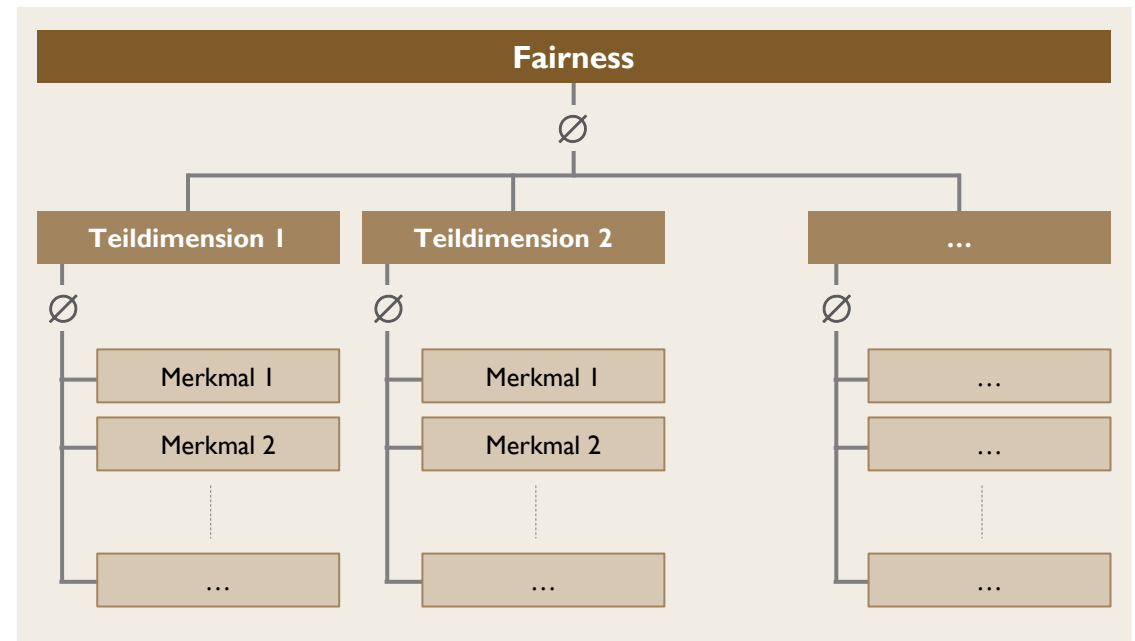 Fairness
∅
Teildimension 1
Teildimension 2
...
∅
∅
∅
Merkmal 1
Merkmal 1
...
Merkmal 2
Merkmal 2
...
...
...
...